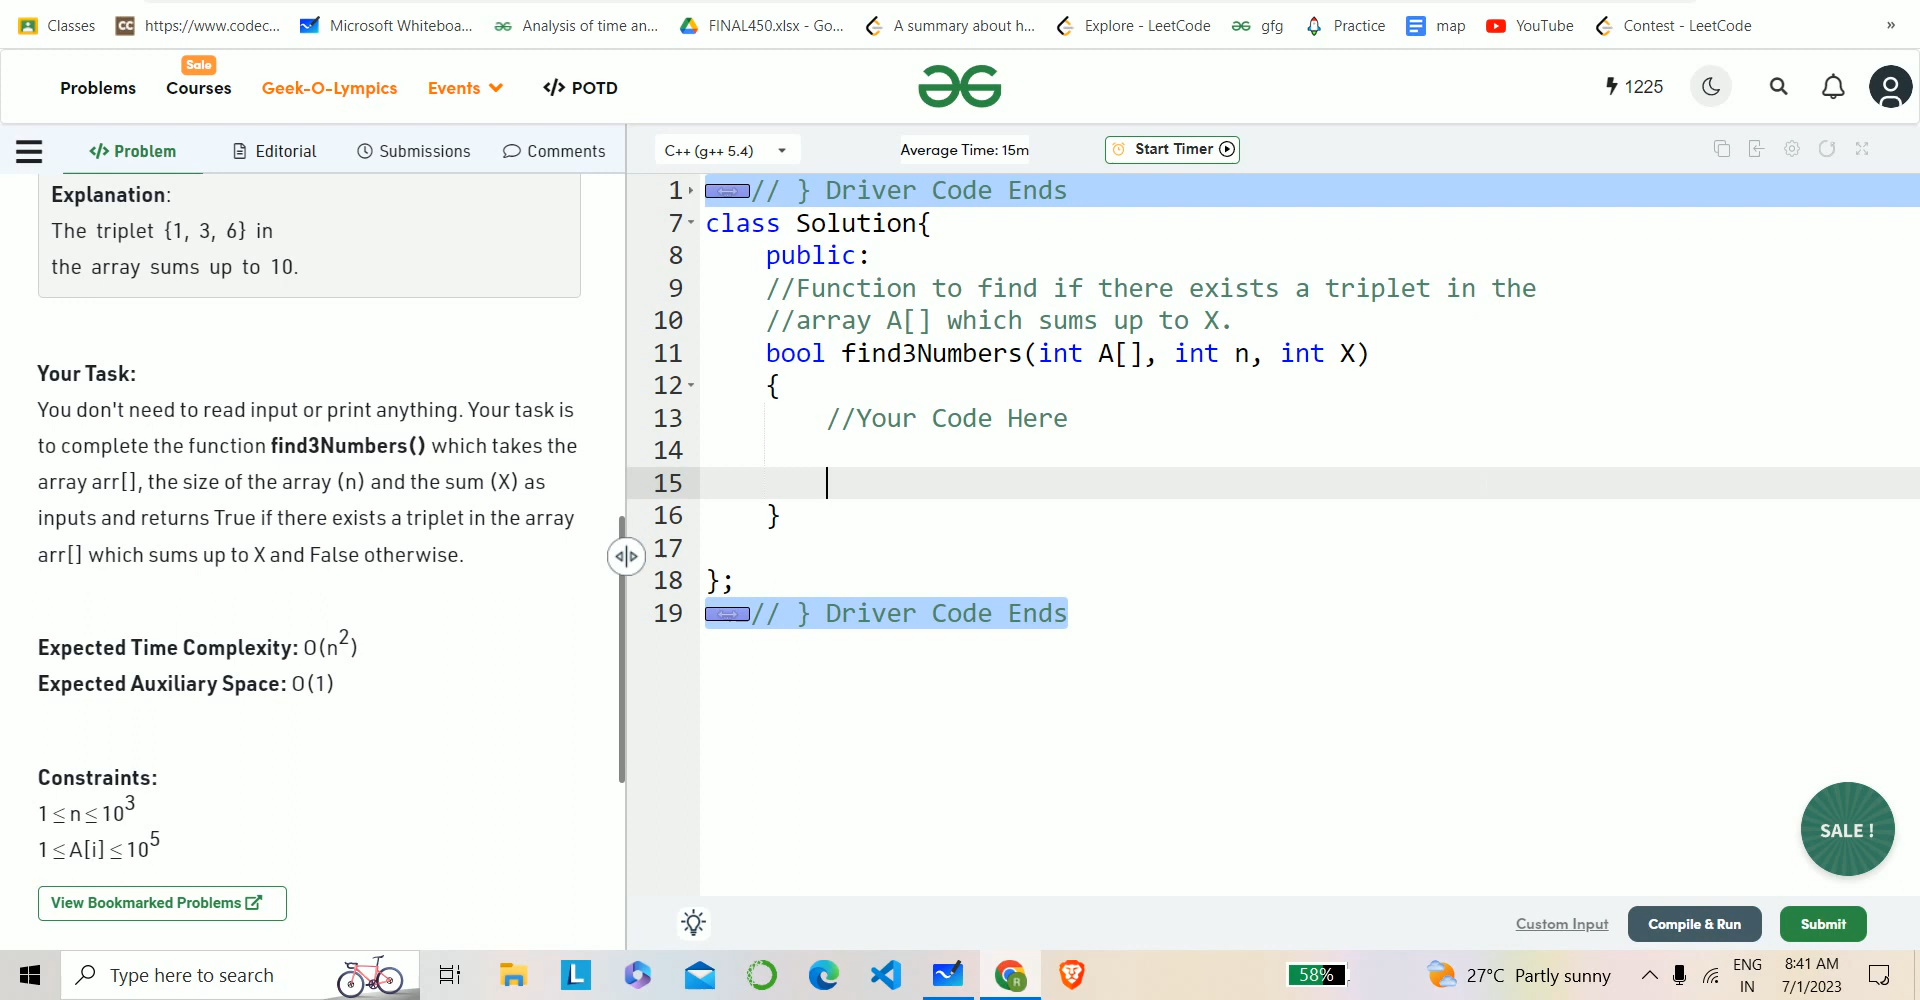 Classes https://www.codec... Microsoft Whiteboa... Analysis of time an... FINAL450.xlsx - Go... A summary about h... Explore - LeetCode gfg Practice map YouTube Contest - LeetCode »
Sale
Problems Courses Geek-O-Lympics Events </> POTD 1225
</> Problem Editorial Submissions Comments
C++ (g++ 5.4) Average Time: 15m Start Timer
Explanation:
The triplet {1, 3, 6} in
the array sums up to 10.
Your Task:
You don't need to read input or print anything. Your task is
to complete the function find3Numbers() which takes the
array arr[], the size of the array (n) and the sum (X) as
inputs and returns True if there exists a triplet in the array
arr[] which sums up to X and False otherwise.
Expected Time Complexity: O(n2)
Expected Auxiliary Space: O(1)
Constraints:
1 ≤ n ≤ 103
1 ≤ A[i] ≤ 105
View Bookmarked Problems
1 // } Driver Code Ends
7 class Solution{
8 public:
9 //Function to find if there exists a triplet in the
10 //array A[] which sums up to X.
11 bool find3Numbers(int A[], int n, int X)
12 {
13 //Your Code Here
14
15
16 }
17
18 };
19 // } Driver Code Ends
SALE !
Custom Input Compile & Run Submit
Type here to search 58% 27°C Partly sunny ENG IN 8:41 AM 7/1/2023